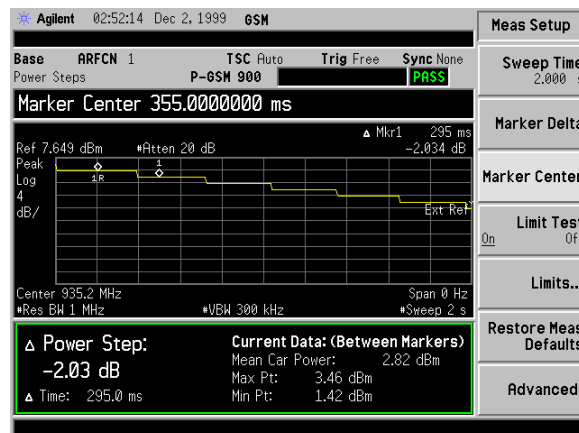 Agilent 02:52:14 Dec 2, 1999 GSM
Meas Setup
Base ARFCN 1 TSC Auto Trig Free Sync None
Power Steps P-GSM 900 PASS
Sweep Time
2.000 s
Marker Center 355.0000000 ms
Marker Delta
Δ Mkr1 295 ms
Ref 7.649 dBm #Atten 20 dB -2.034 dB
Peak
Log
4
dB/
1R
1
Ext Ref
Marker Center
Limit Test
On Of
Center 935.2 MHz Span 0 Hz
#Res BW 1 MHz #VBW 300 kHz #Sweep 2 s
Limits..
Δ Power Step:
-2.03 dB
Δ Time: 295.0 ms
Current Data: (Between Markers)
Mean Car Power: 2.82 dBm
Max Pt: 3.46 dBm
Min Pt: 1.42 dBm
Restore Meas
Defaults
Advanced